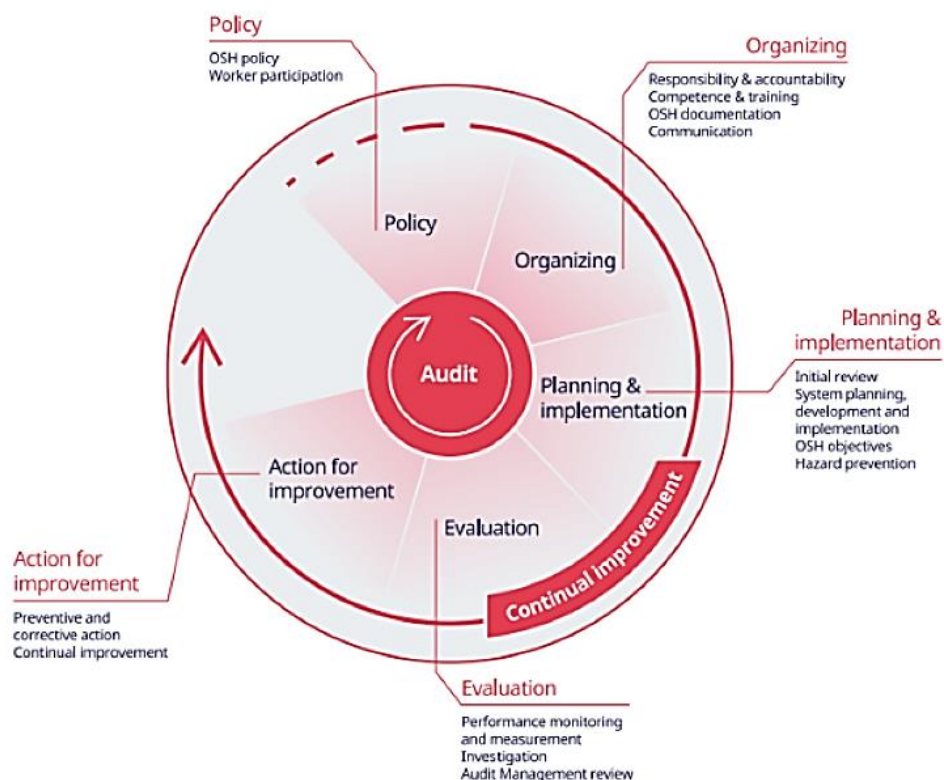 Policy
OSH policy
Worker participation
Organizing
Responsibility & accountability
Competence & training
OSH documentation
Communication
Policy
Organizing
Planning &
implementation
Initial review
System planning,
development and
implementation
OSH objectives
Hazard prevention
Audit
Planning &
implementation
Action for
improvement
Evaluation
Continual improvement
Action for
improvement
Preventive and
corrective action
Continual improvement
Evaluation
Performance monitoring
and measurement
Investigation
Audit Management review